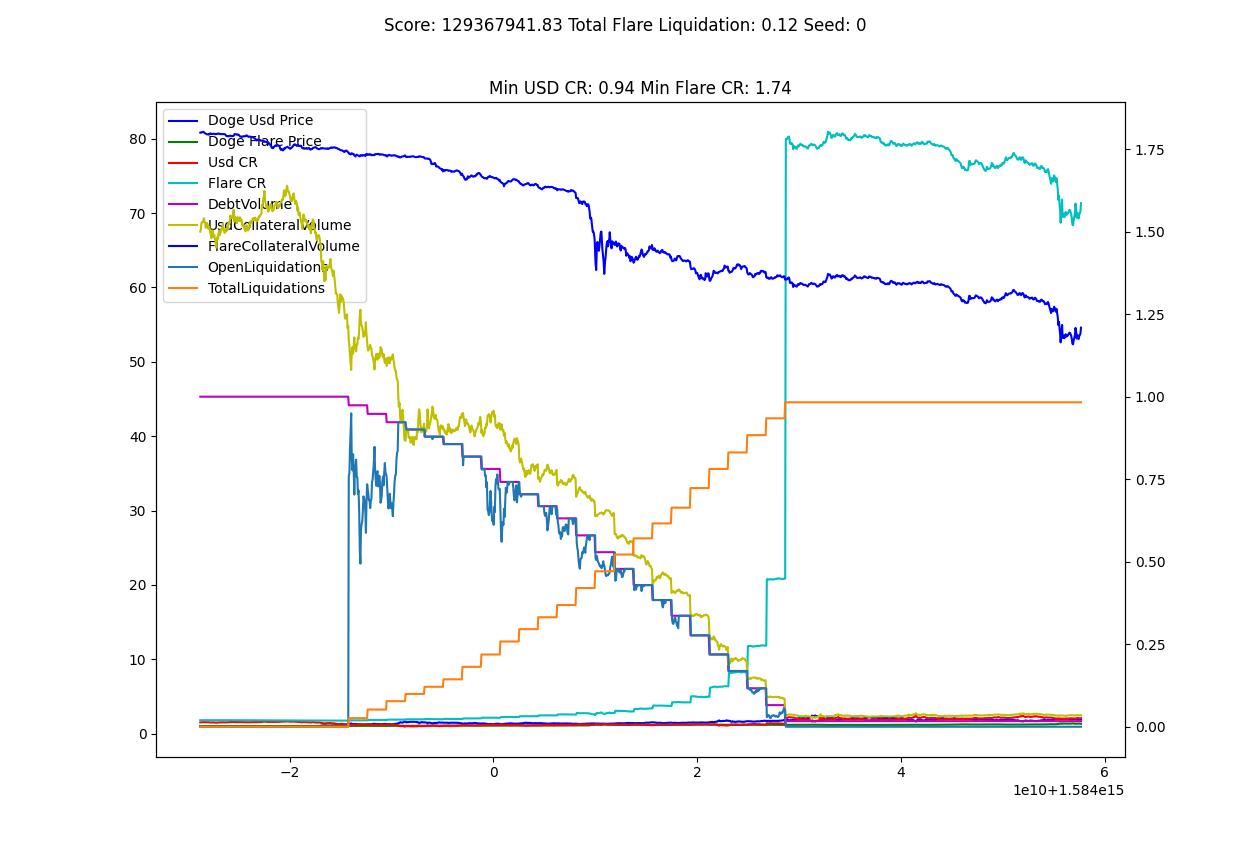 Score: 129367941.83 Total Flare Liquidation: 0.12 Seed: 0
Min USD CR: 0.94 Min Flare CR: 1.74
Doge Usd Price
Doge Flare Price
Usd CR
Flare CR
DebtVolume
UsdCollateralVolume
FlareCollateralVolume
OpenLiquidations
TotalLiquidations
80
70
60
50
40
30
20
10
0
1.75
1.50
1.25
1.00
0.75
0.50
0.25
0.00
−2 0 2 4 6
1e10+1.584e15